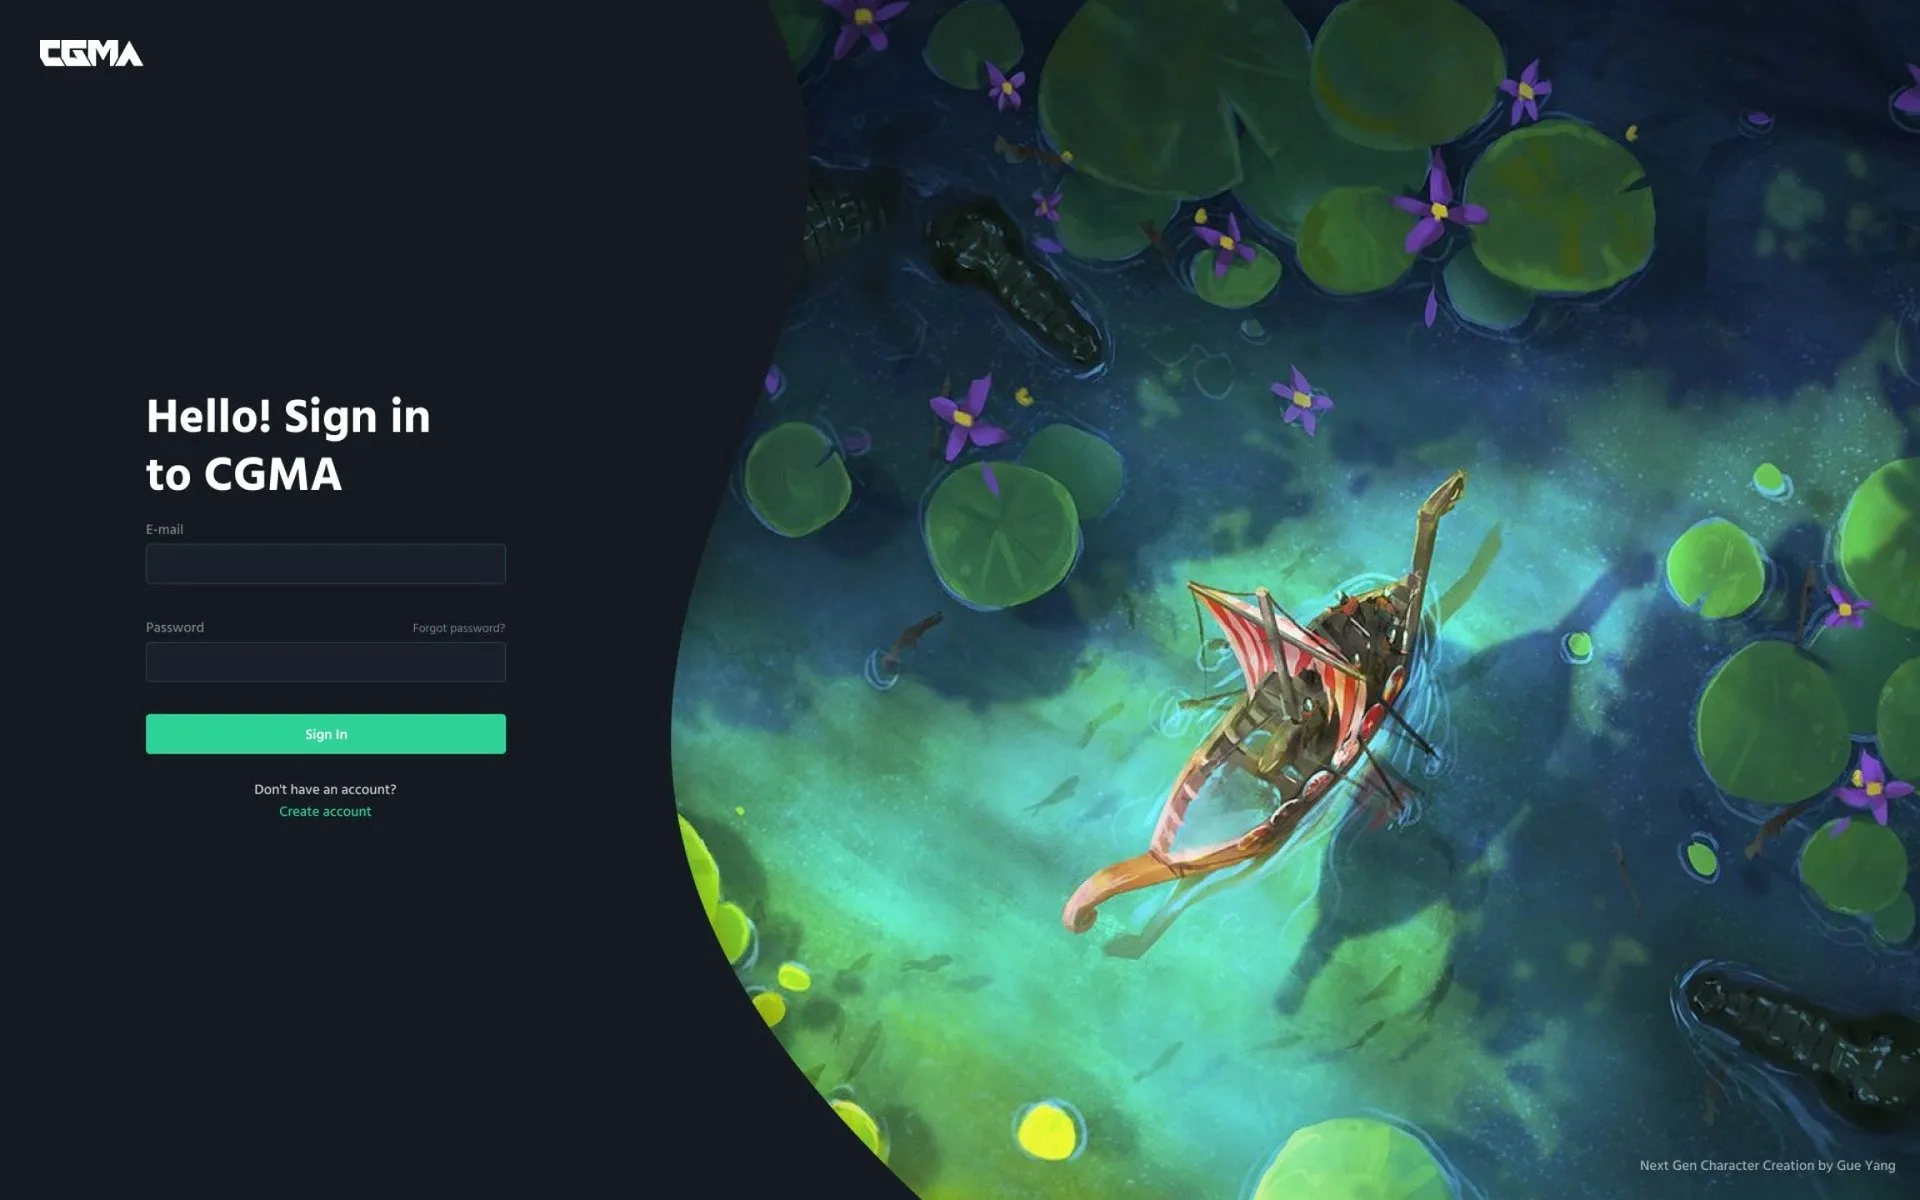 CGMA
Hello! Sign in
to CGMA
E-mail
Password
Forgot password?
Sign In
Don't have an account?
Create account
Next Gen Character Creation by Gue Yang